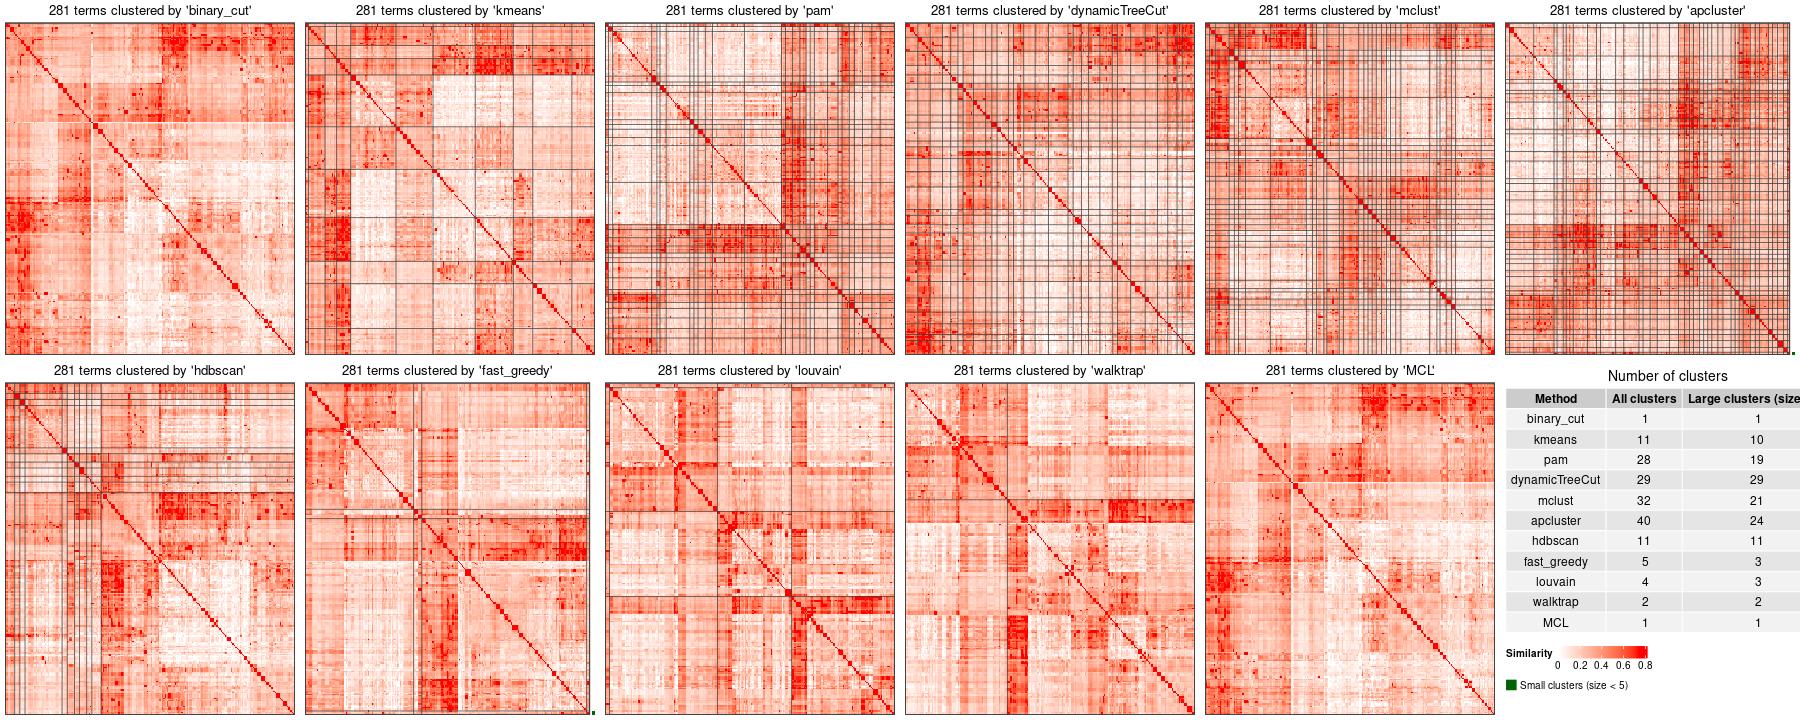 281 terms clustered by 'binary_cut'
281 terms clustered by 'kmeans'
281 terms clustered by 'pam'
281 terms clustered by 'dynamicTreeCut'
281 terms clustered by 'mclust'
281 terms clustered by 'apcluster'
281 terms clustered by 'hdbscan'
281 terms clustered by 'fast_greedy'
281 terms clustered by 'louvain'
281 terms clustered by 'walktrap'
281 terms clustered by 'MCL'
Number of clusters
Method All clusters Large clusters (size
binary_cut 1 1
kmeans 11 10
pam 28 19
dynamicTreeCut 29 29
mclust 32 21
apcluster 40 24
hdbscan 11 11
fast_greedy 5 3
louvain 4 3
walktrap 2 2
MCL 1 1
Similarity
0 0.2 0.4 0.6 0.8
Small clusters (size < 5)